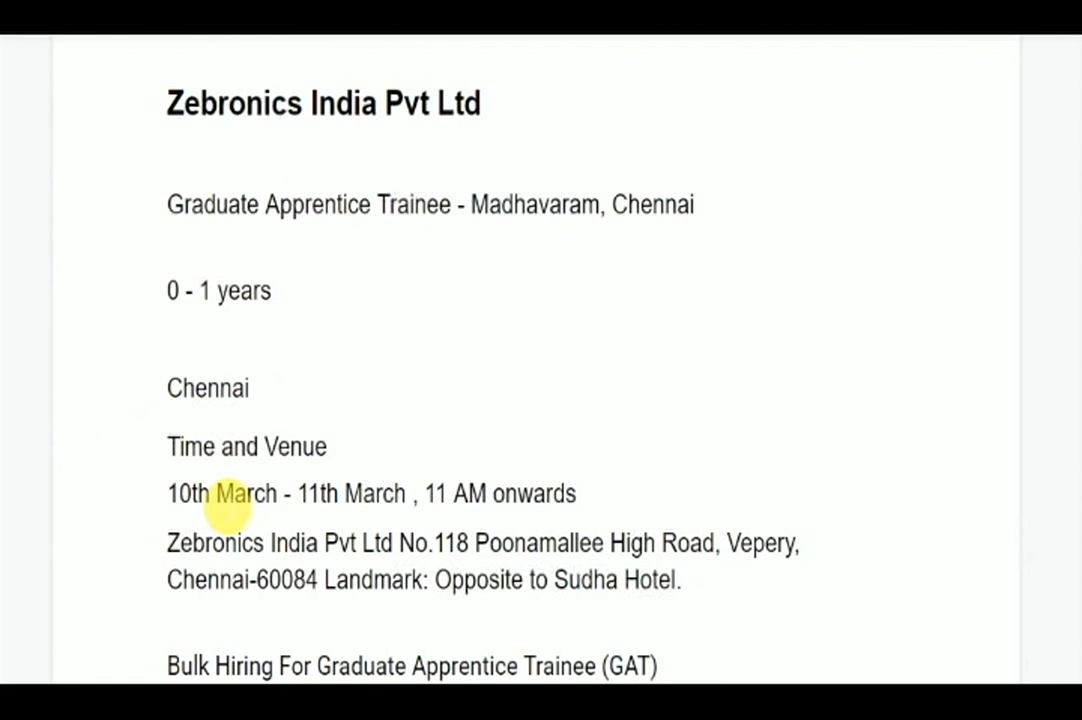 Zebronics India Pvt Ltd
Graduate Apprentice Trainee - Madhavaram, Chennai
0 - 1 years
Chennai
Time and Venue
10th March - 11th March , 11 AM onwards
Zebronics India Pvt Ltd No.118 Poonamallee High Road, Vepery,
Chennai-60084 Landmark: Opposite to Sudha Hotel.
Bulk Hiring For Graduate Apprentice Trainee (GAT)